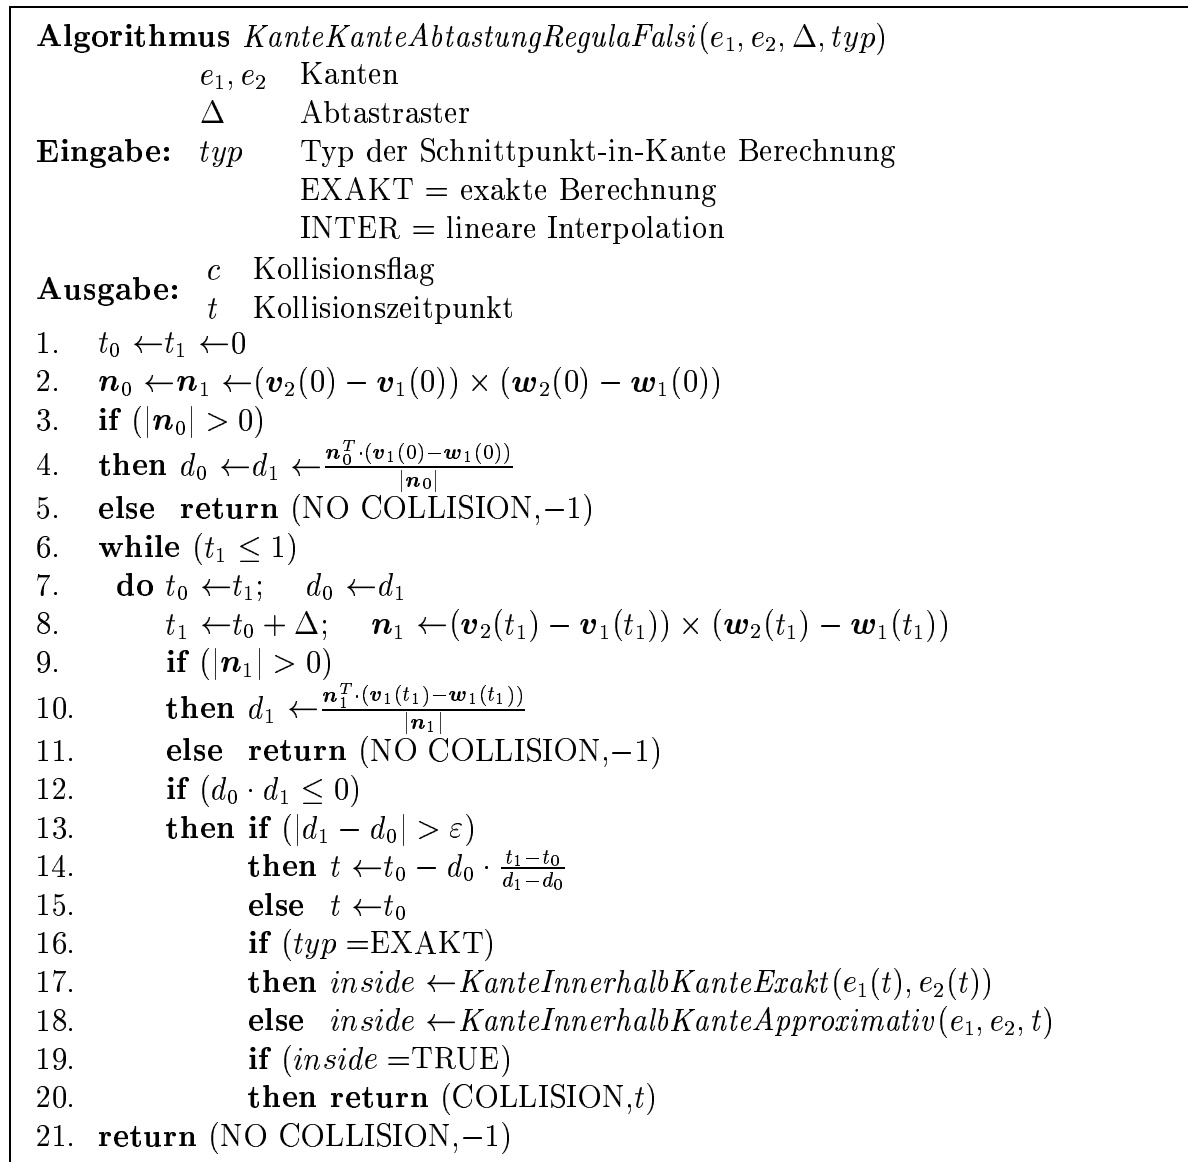 Algorithmus KanteKanteAbtastungRegulaFalsi(e₁, e₂, Δ, typ)
e₁, e₂ Kanten
Δ Abtastraster
Eingabe: typ Typ der Schnittpunkt-in-Kante Berechnung
EXAKT = exakte Berechnung
INTER = lineare Interpolation
Ausgabe: c Kollisionsflag
t Kollisionszeitpunkt
1. t₀ ←t₁ ←0
2. n₀ ←n₁ ←(v₂(0) − v₁(0)) × (w₂(0) − w₁(0))
3. if (|n₀| > 0)
4. then d₀ ←d₁ ← n₀ᵀ·(v₁(0)−w₁(0)) / |n₀|
5. else return (NO COLLISION,−1)
6. while (t₁ ≤ 1)
7. do t₀ ←t₁; d₀ ←d₁
8. t₁ ←t₀ + Δ; n₁ ←(v₂(t₁) − v₁(t₁)) × (w₂(t₁) − w₁(t₁))
9. if (|n₁| > 0)
10. then d₁ ← n₁ᵀ·(v₁(t₁)−w₁(t₁)) / |n₁|
11. else return (NO COLLISION,−1)
12. if (d₀ · d₁ ≤ 0)
13. then if (|d₁ − d₀| > ε)
14. then t ←t₀ − d₀ · t₁−t₀ / d₁−d₀
15. else t ←t₀
16. if (typ =EXAKT)
17. then inside ←KanteInnerhalbKanteExakt(e₁(t), e₂(t))
18. else inside ←KanteInnerhalbKanteApproximativ(e₁, e₂, t)
19. if (inside =TRUE)
20. then return (COLLISION,t)
21. return (NO COLLISION,−1)